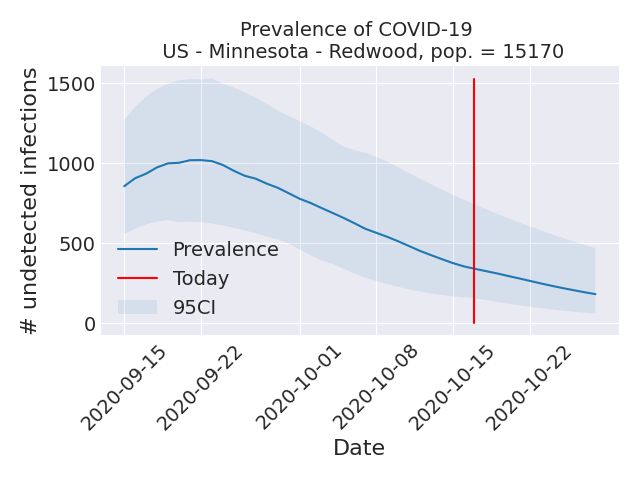 Prevalence of COVID-19
US - Minnesota - Redwood, pop. = 15170
# undetected infections
1500
1000
500
0
Prevalence
Today
95CI
2020-09-15
2020-09-22
2020-10-01
2020-10-08
2020-10-15
2020-10-22
Date